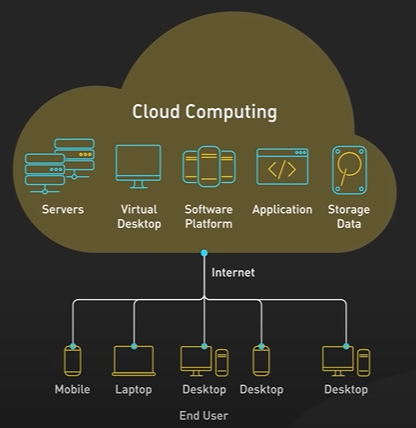 Cloud Computing
Servers
Virtual
Desktop
Software
Platform
Application
Storage
Data
Internet
Mobile
Laptop
Desktop
Desktop
Desktop
End User